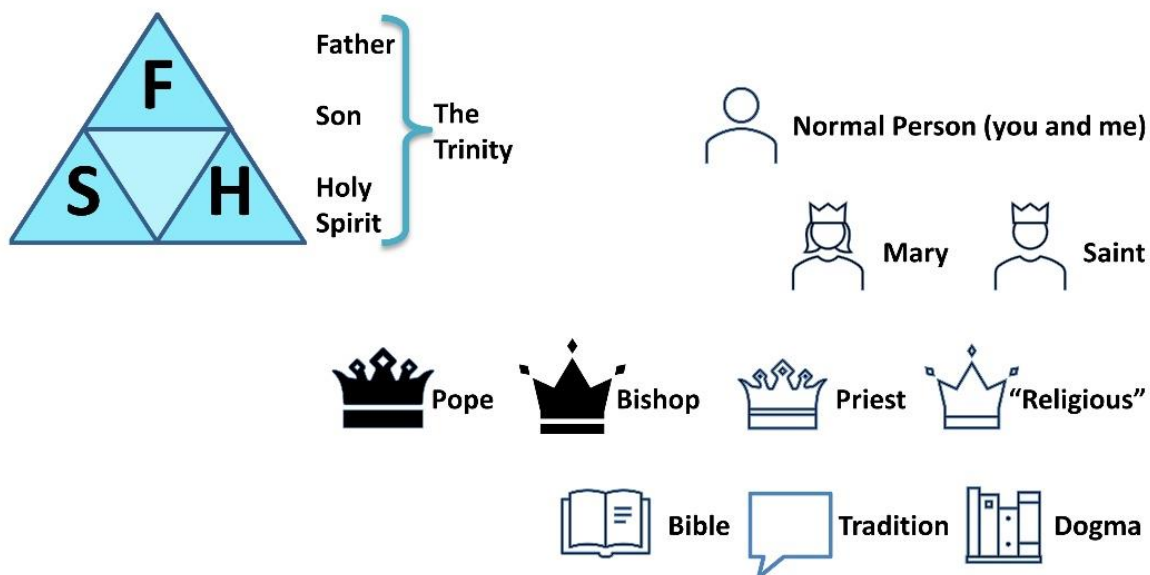 F
S H
Father
Son
Holy
Spirit
The
Trinity
Normal Person (you and me)
Mary Saint
Pope Bishop Priest “Religious”
Bible Tradition Dogma